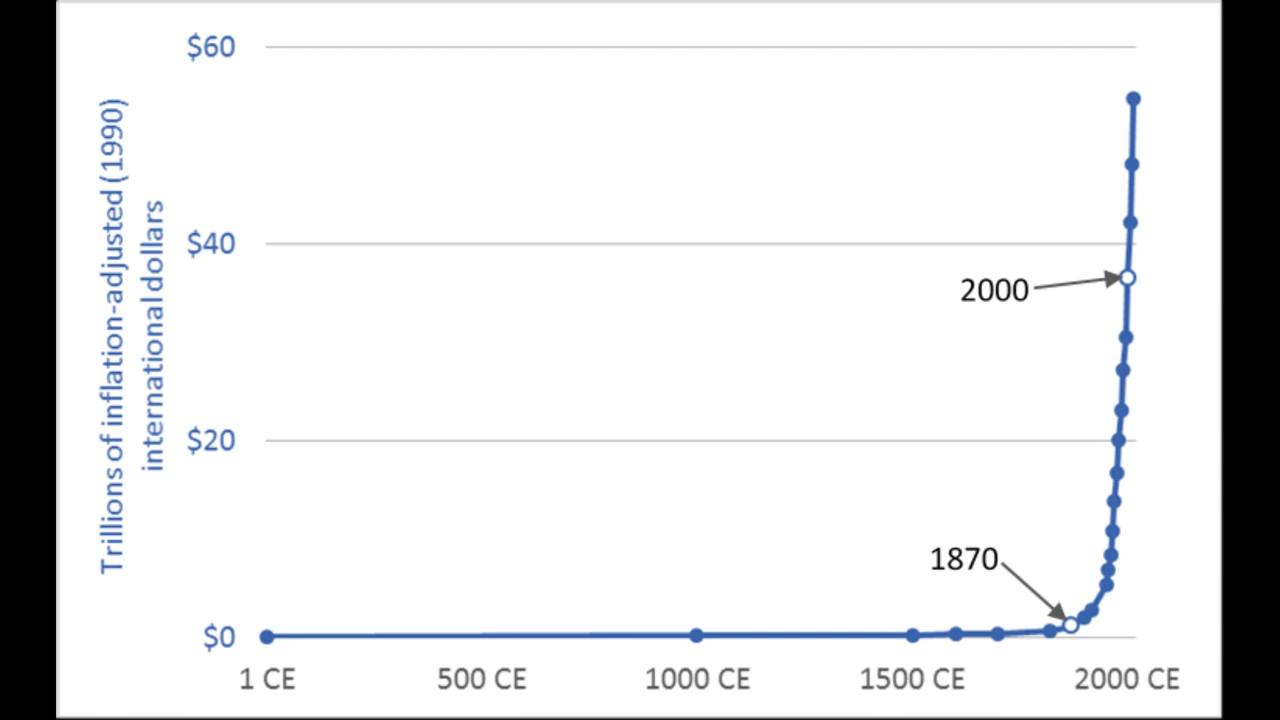 Trillions of inflation-adjusted (1990)
international dollars
$60
$40
$20
$0
2000
1870
1 CE
500 CE
1000 CE
1500 CE
2000 CE